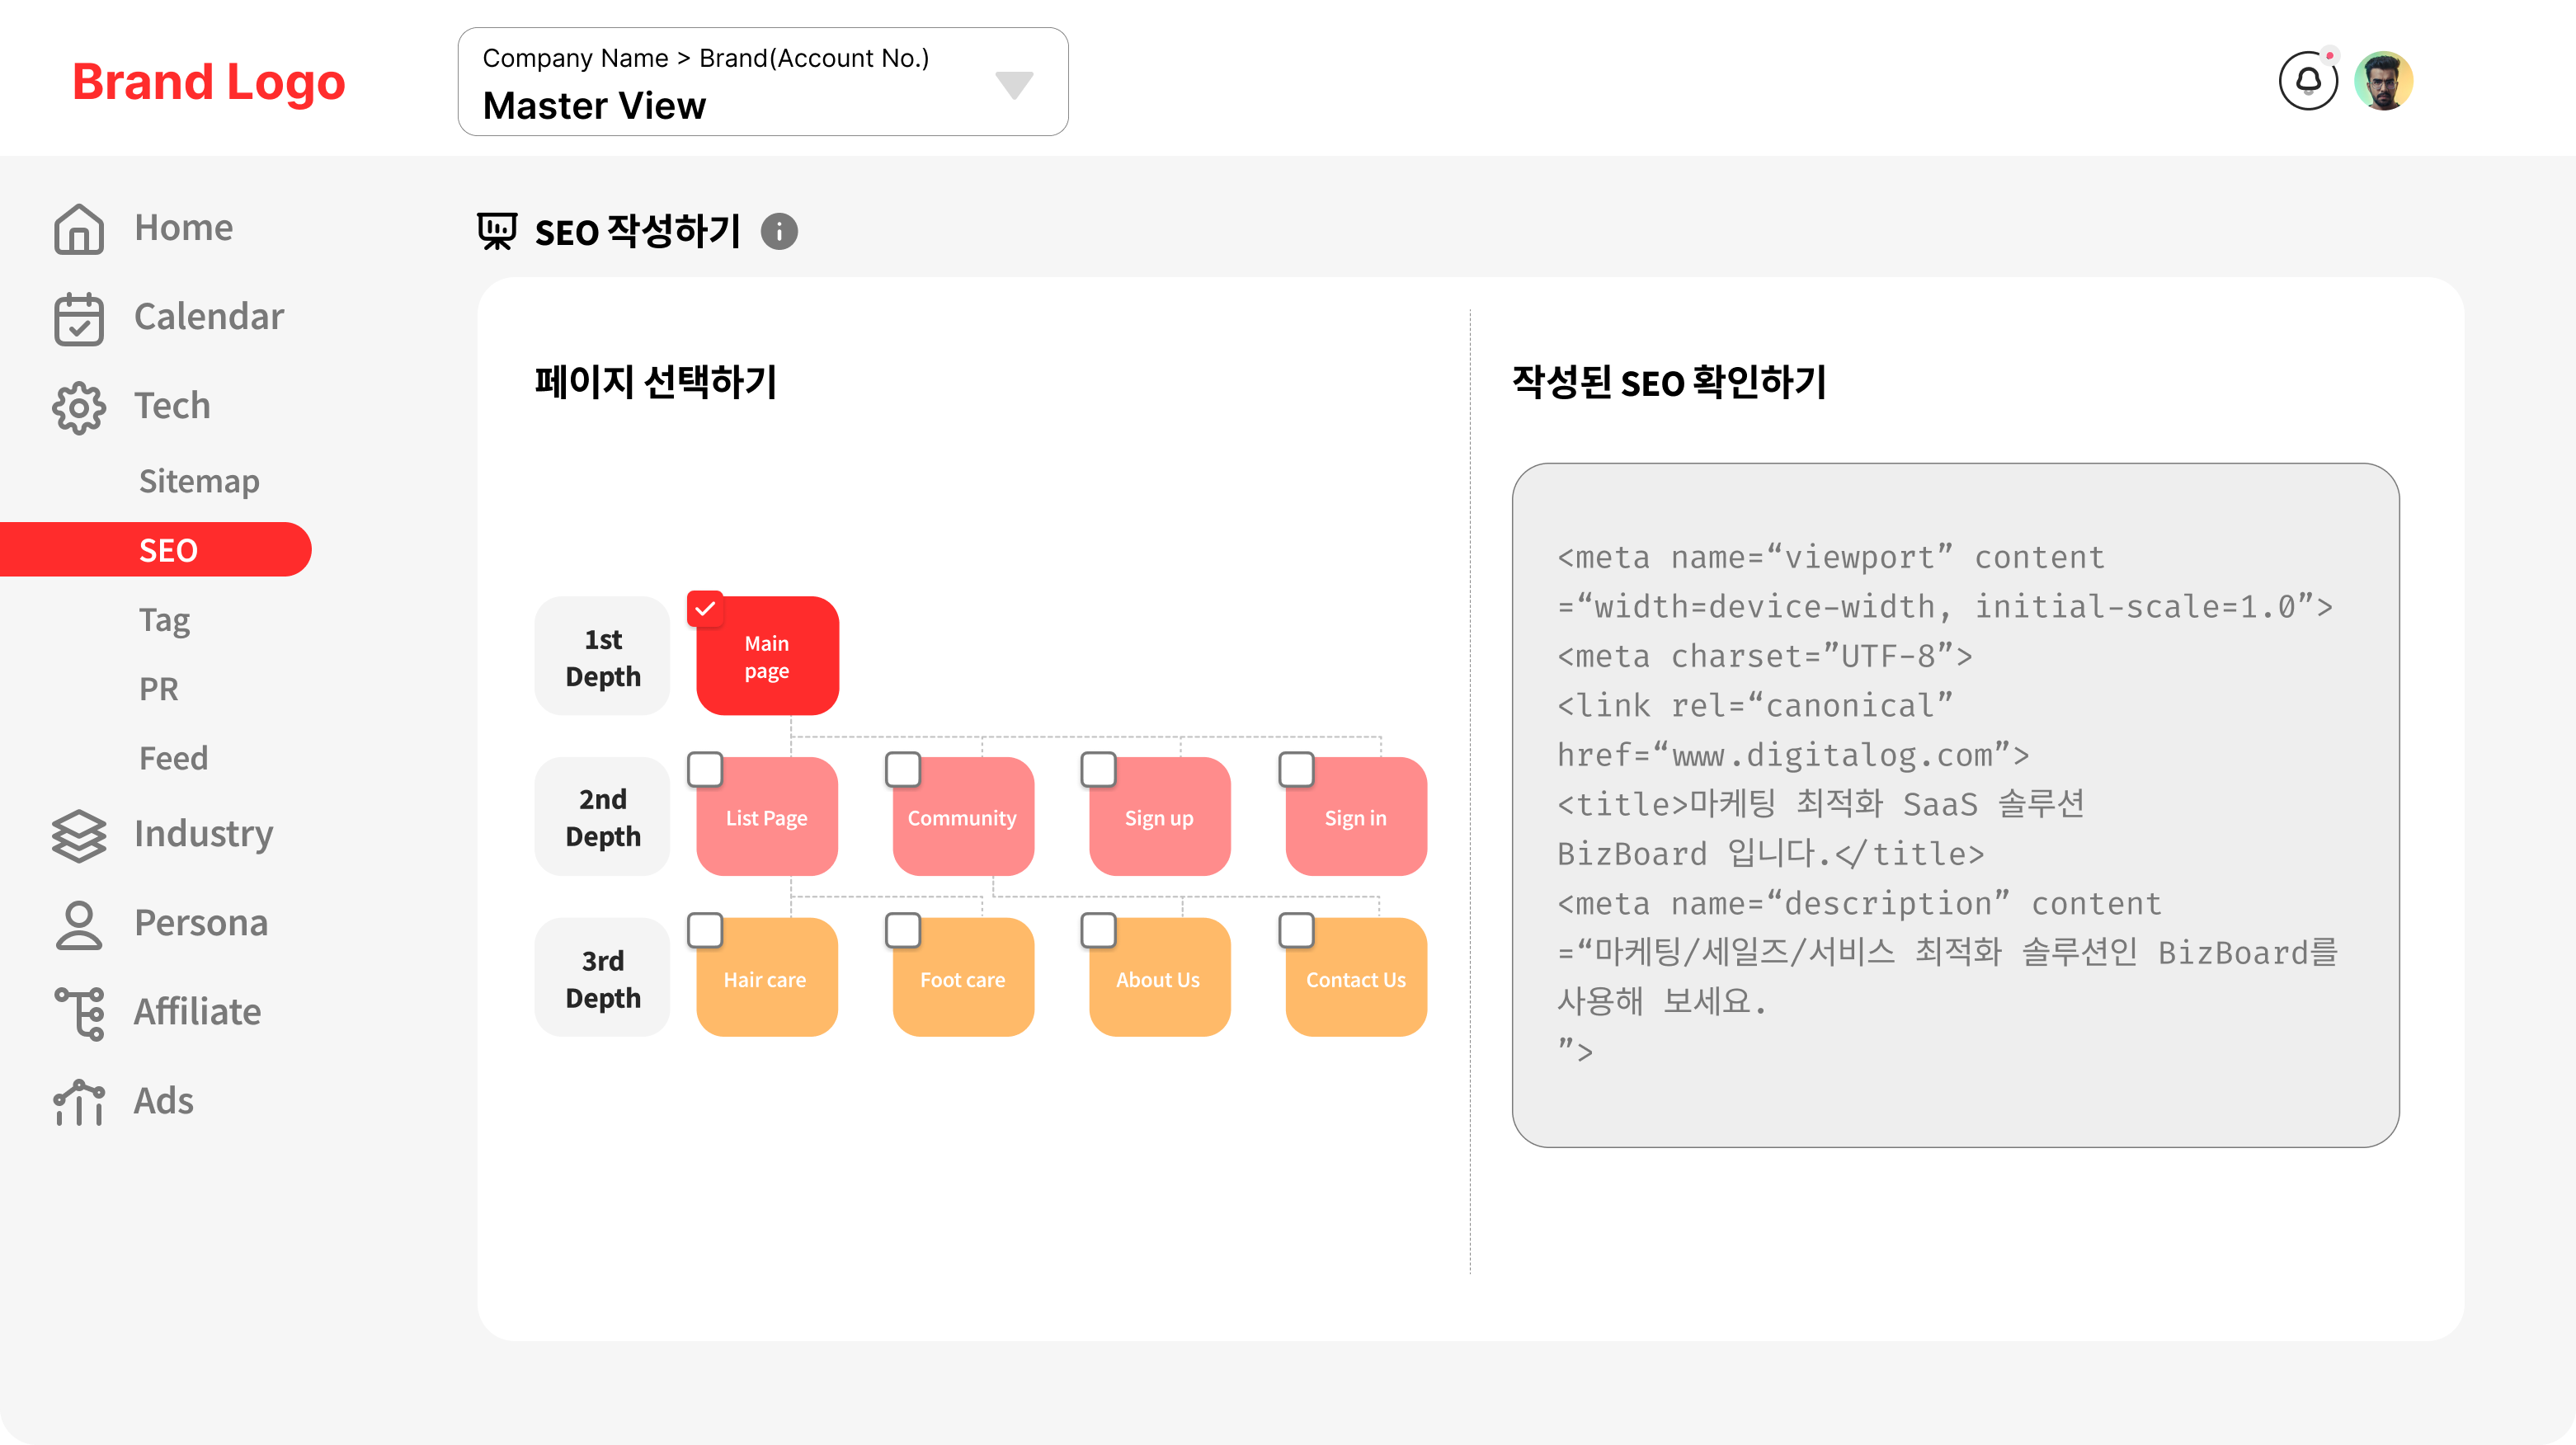 Brand Logo
Company Name > Brand(Account No.)
Master View
Home
Calendar
Tech
Sitemap
SEO
Tag
PR
Feed
Industry
Persona
Affiliate
Ads
SEO 작성하기
페이지 선택하기
1st
Depth
Main
page
2nd
Depth
List Page
Community
Sign up
Sign in
3rd
Depth
Hair care
Foot care
About Us
Contact Us
작성된 SEO 확인하기
<meta name=“viewport” content
=“width=device-width, initial-scale=1.0”>
<meta charset=”UTF-8”>
<link rel=“canonical”
href=“www.digitalog.com”>
<title>마케팅 최적화 SaaS 솔루션
BizBoard 입니다.</title>
<meta name=“description” content
=“마케팅/세일즈/서비스 최적화 솔루션인 BizBoard를
사용해 보세요.
”>